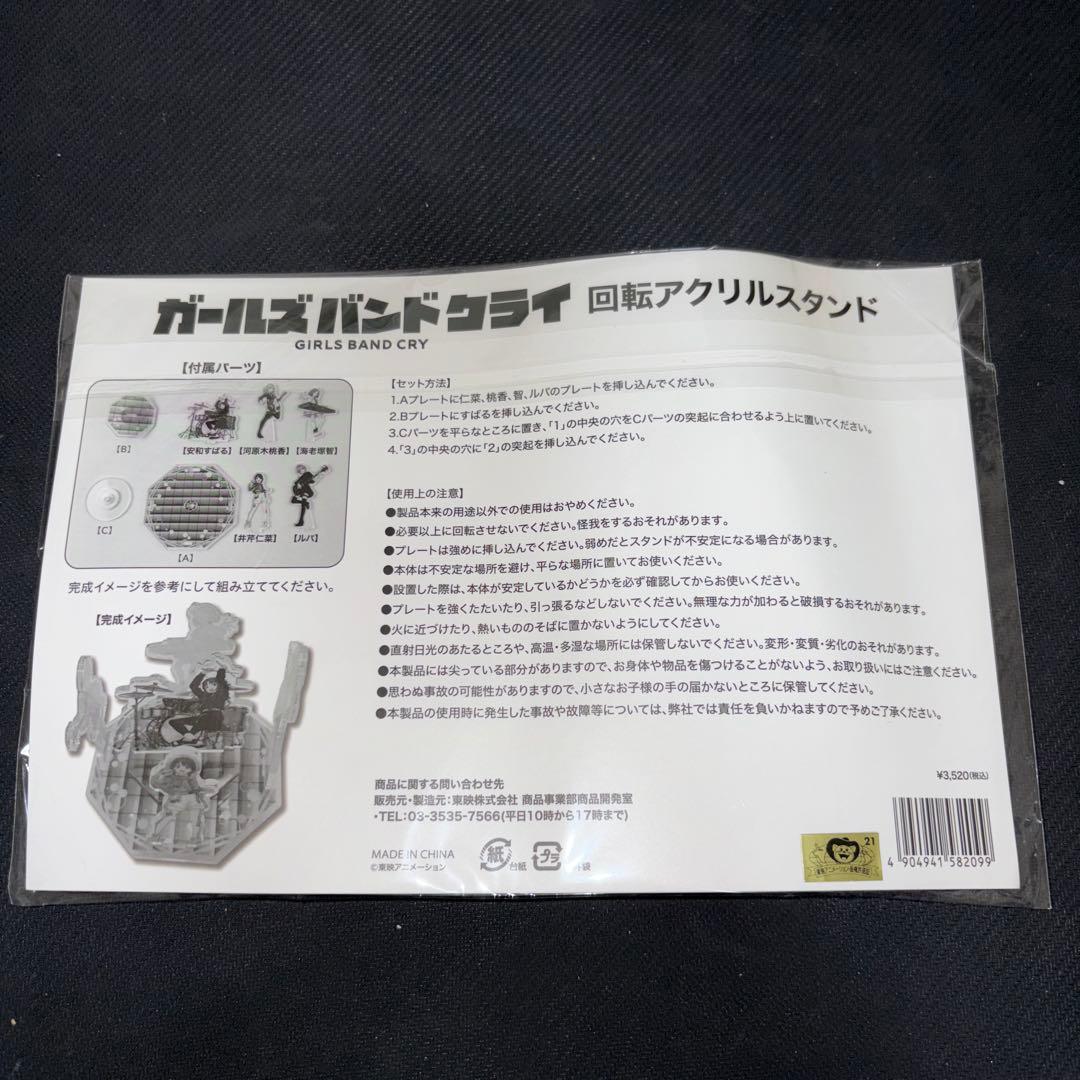 ガールズバンドクライ 回転アクリルスタンド
GIRLS BAND CRY
【付属パーツ】
【B】
【安和すばる】
【河原木桃香】
【海老塚智】
【C】
【A】
【井芹仁菜】
【ルパ】
完成イメージを参考にして組み立ててください。
【完成イメージ】
【セット方法】
1.Aプレートに仁菜、桃香、智、ルパのプレートを挿し込んでください。
2.Bプレートにすばるを挿し込んでください。
3.Cパーツを平らなところに置き、「1」の中央の穴をCパーツの突起に合わせるよう上に置いてください。
4.「3」の中央の穴に「2」の突起を挿し込んでください。
【使用上の注意】
●製品本来の用途以外での使用はおやめください。
●必要以上に回転させないでください。怪我をするおそれがあります。
●プレートは強めに挿し込んでください。弱めだとスタンドが不安定になる場合があります。
●本体は不安定な場所を避け、平らな場所に置いてお使いください。
●設置した際は、本体が安定しているかどうかを必ず確認してからお使いください。
●プレートを強くたたいたり、引っ張るなどしないでください。無理な力が加わると破損するおそれがあります。
●火に近づけたり、熱いもののそばに置かないようにしてください。
●直射日光のあたるところや、高温・多湿な場所には保管しないでください。変形・変質・劣化のおそれがあります。
●本製品には尖っている部分がありますので、お身体や物品を傷つけることがないよう、お取り扱いにはご注意ください。
●思わぬ事故の可能性がありますので、小さなお子様の手の届かないところに保管してください。
●本製品の使用時に発生した事故や故障等については、弊社では責任を負いかねますので予めご了承ください。
商品に関する問い合わせ先
販売元・製造元：東映株式会社 商品事業部商品開発室
・TEL：03-3535-7566(平日10時から17時まで)
MADE IN CHINA
©東映アニメーション
紙
台紙
プラ
袋
¥3,520(税込)
21
東映アニメーション版権許諾証
4 904941 582099